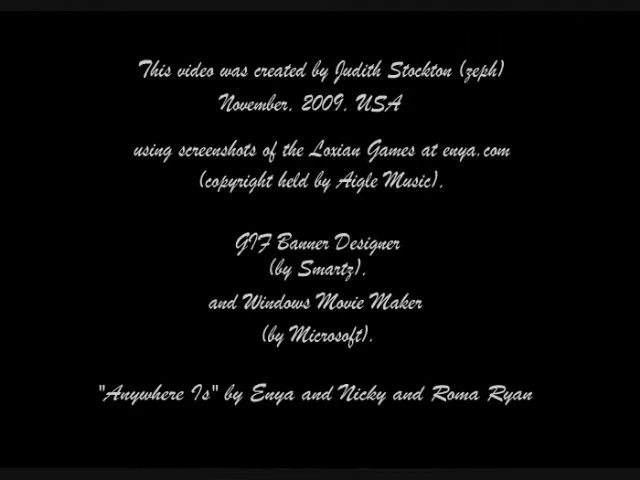 This video was created by Judith Stockton (zeph)
November, 2009, USA
using screenshots of the Loxian Games at enya.com
(copyright held by Aigle Music),
GIF Banner Designer
(by Smartz),
and Windows Movie Maker
(by Microsoft).
"Anywhere Is" by Enya and Nicky and Roma Ryan